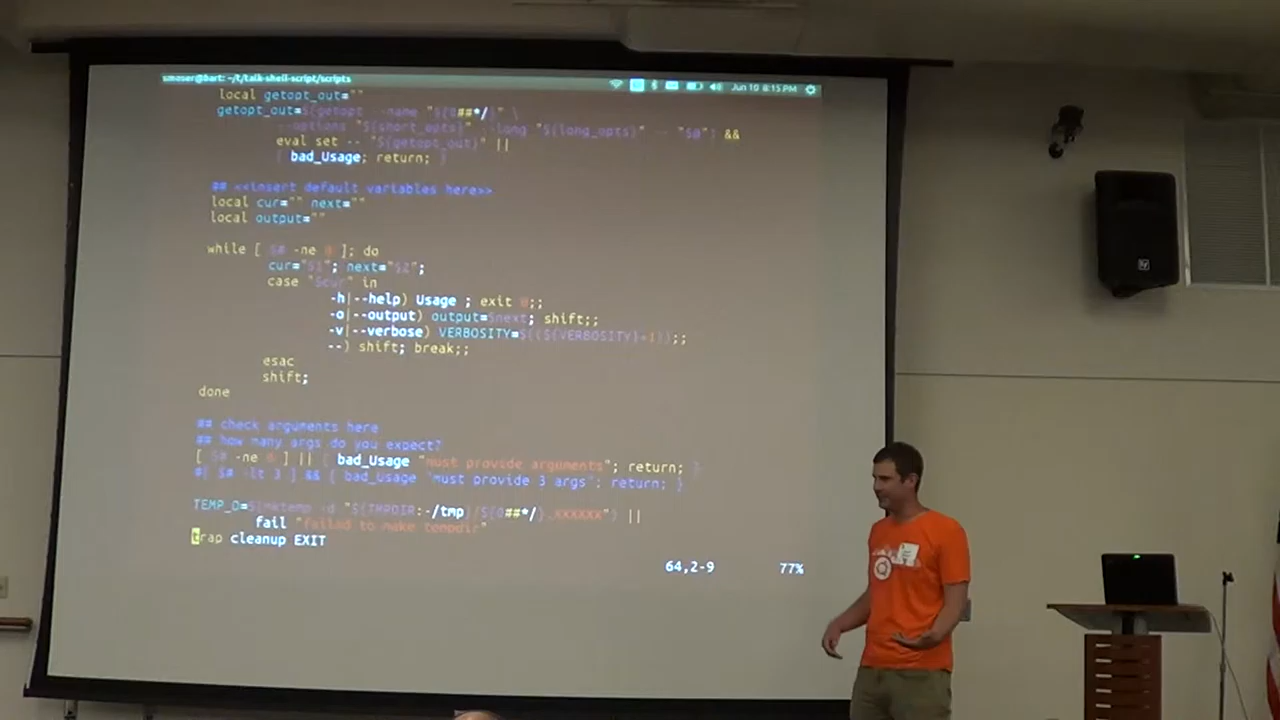 smoser@bart: ~/t/talk-shell-script/scripts
Jun 10 8:15 PM
local getopt_out=""
getopt_out=$(getopt --name "${0##*/}" \
--options "${short_opts}" --long "${long_opts}" -- "$@") &&
eval set -- "${getopt_out}" ||
{ bad_Usage; return; }
## <<insert default variables here>>
local cur="" next=""
local output=""
while [ $# -ne 0 ]; do
cur="$1"; next="$2";
case "$cur" in
-h|--help) Usage ; exit 0;;
-o|--output) output=$next; shift;;
-v|--verbose) VERBOSITY=$((${VERBOSITY}+1));;
--) shift; break;;
esac
shift;
done
## check arguments here
## how many args do you expect?
[ $# -ne 0 ] || { bad_Usage "must provide arguments"; return; }
#[ $# -lt 3 ] && { bad_Usage "must provide 3 args"; return; }
TEMP_D=$(mktemp -d "${TMPDIR:-/tmp}/${0##*/}.XXXXXX") ||
fail "failed to make tempdir"
trap cleanup EXIT
64,2-9 77%